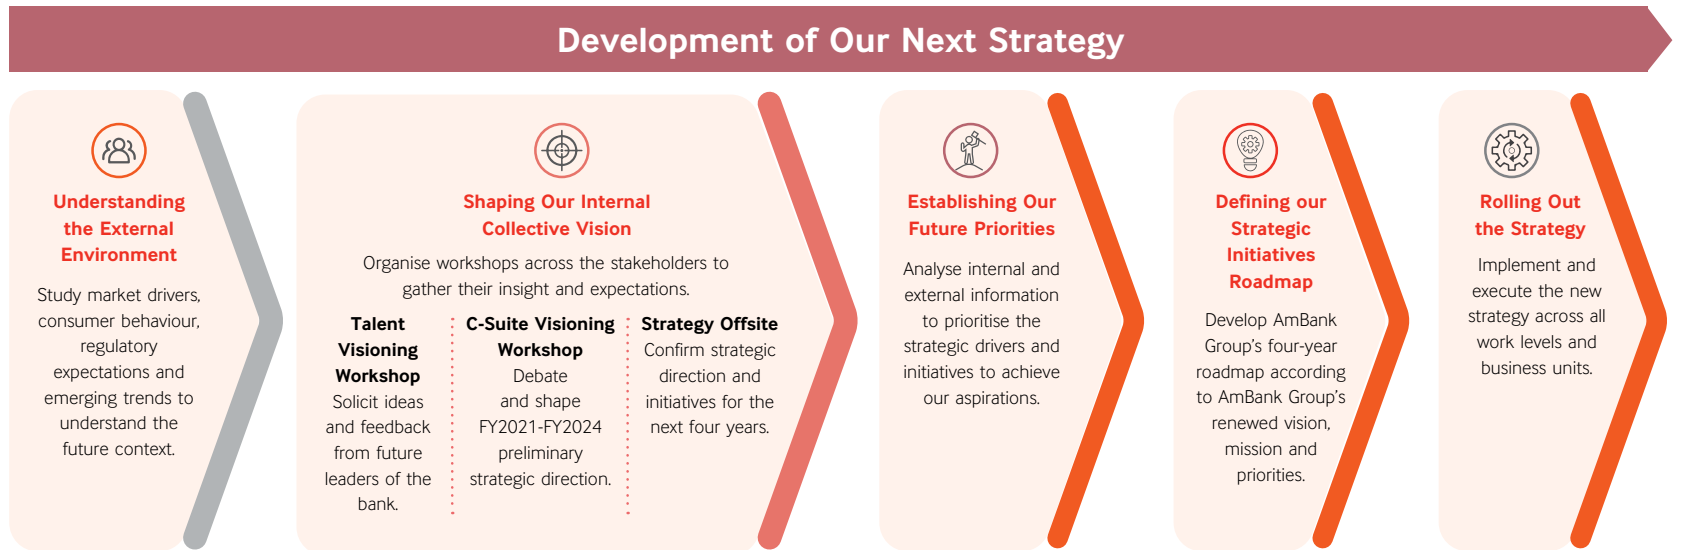 Development of Our Next Strategy
Understanding
the External
Environment
Study market drivers,
consumer behaviour,
regulatory
expectations and
emerging trends to
understand the
future context.
Shaping Our Internal
Collective Vision
Organise workshops across the stakeholders to
gather their insight and expectations.
Talent
Visioning
Workshop
Solicit ideas
and feedback
from future
leaders of the
bank.
C-Suite Visioning
Workshop
Debate
and shape
FY2021-FY2024
preliminary
strategic direction.
Strategy Offsite
Confirm strategic
direction and
initiatives for the
next four years.
Establishing Our
Future Priorities
Analyse internal and
external information
to prioritise the
strategic drivers and
initiatives to achieve
our aspirations.
Defining our
Strategic
Initiatives
Roadmap
Develop AmBank
Group's four-year
roadmap according
to AmBank Group's
renewed vision,
mission and
priorities.
Rolling Out
the Strategy
Implement and
execute the new
strategy across all
work levels and
business units.